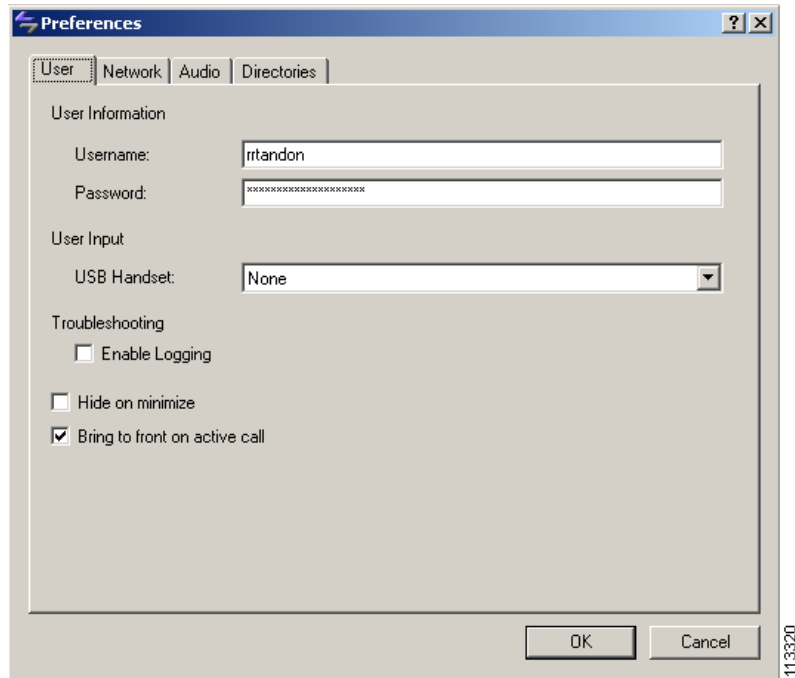 Preferences
User Network Audio Directories
User Information
Username: rrtandon
Password: ********************
User Input
USB Handset: None
Troubleshooting
Enable Logging
Hide on minimize
Bring to front on active call
OK Cancel
113320